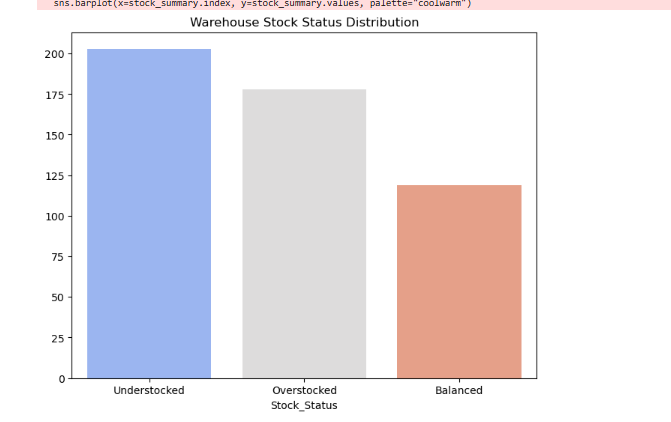 sns.barplot(x=stock_summary.index, y=stock_summary.values, palette="coolwarm")
Warehouse Stock Status Distribution
200
175
150
125
100
75
50
25
0
Understocked Overstocked Balanced
Stock_Status